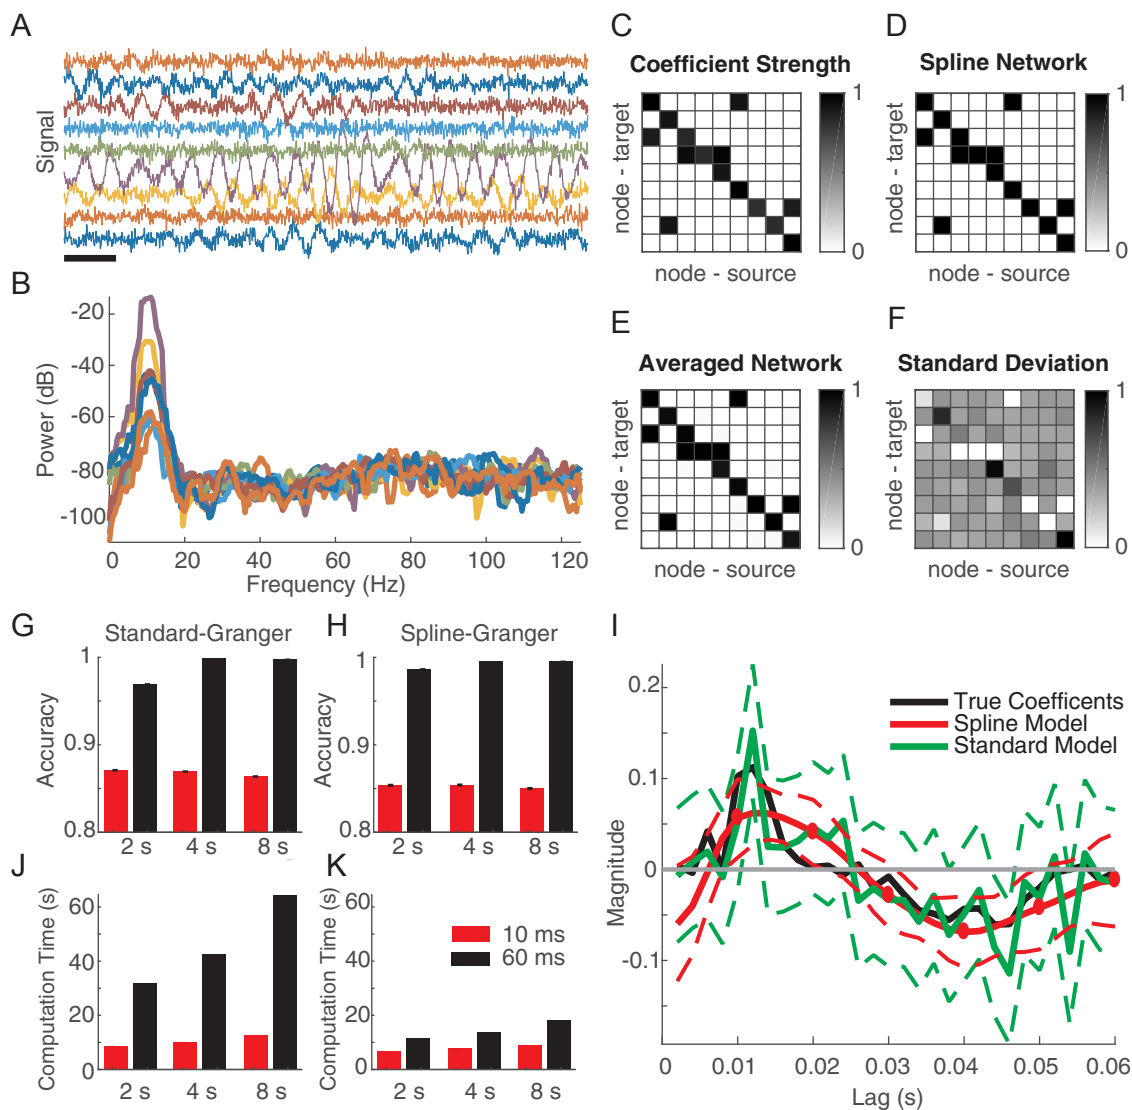 A
Signal
B
-20
-40
-60
-80
-100
Power (dB)
0
20
40
60
80
100
120
Frequency (Hz)
C
Coefficient Strength
node - target
node - source
1
0
D
Spline Network
node - target
node - source
1
0
E
Averaged Network
node - target
node - source
1
0
F
Standard Deviation
node - target
node - source
1
0
G
Standard-Granger
Accuracy
1
0.9
0.8
2 s
4 s
8 s
H
Spline-Granger
Accuracy
1
0.9
0.8
2 s
4 s
8 s
I
0.2
0.1
0
-0.1
Magnitude
True Coefficents
Spline Model
Standard Model
0
0.01
0.02
0.03
0.04
0.05
0.06
Lag (s)
J
Computation Time (s)
60
40
20
0
2 s
4 s
8 s
K
Computation Time (s)
60
40
20
0
10 ms
60 ms
2 s
4 s
8 s